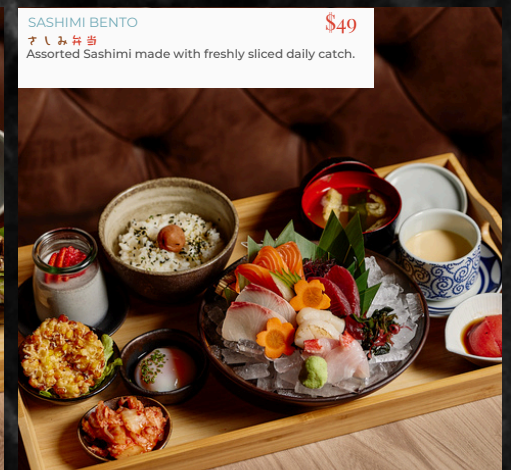 SASHIMI BENTO
$49
さしみ弁当
Assorted Sashimi made with freshly sliced daily catch.